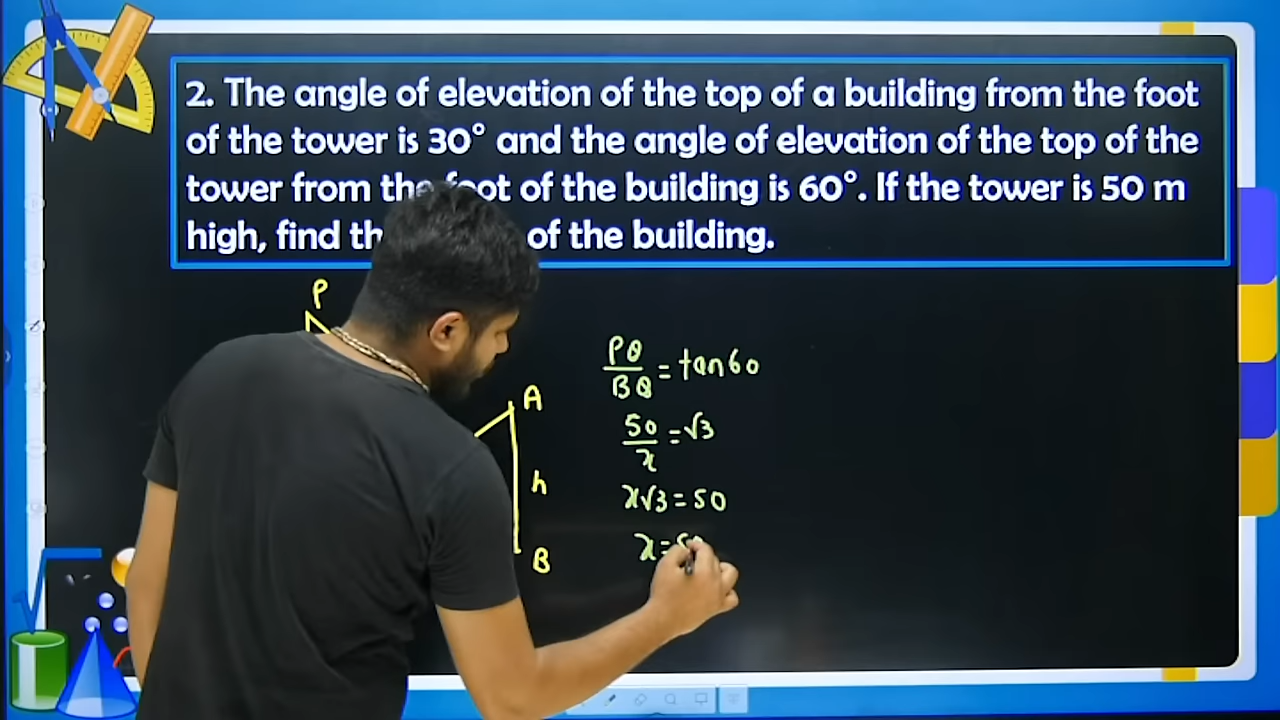 2. The angle of elevation of the top of a building from the foot
of the tower is 30° and the angle of elevation of the top of the
tower from the foot of the building is 60°. If the tower is 50 m
high, find of the building.
P
A
h
B
PQ/BQ = tan60
50/x = √3
x√3 = 50
x =